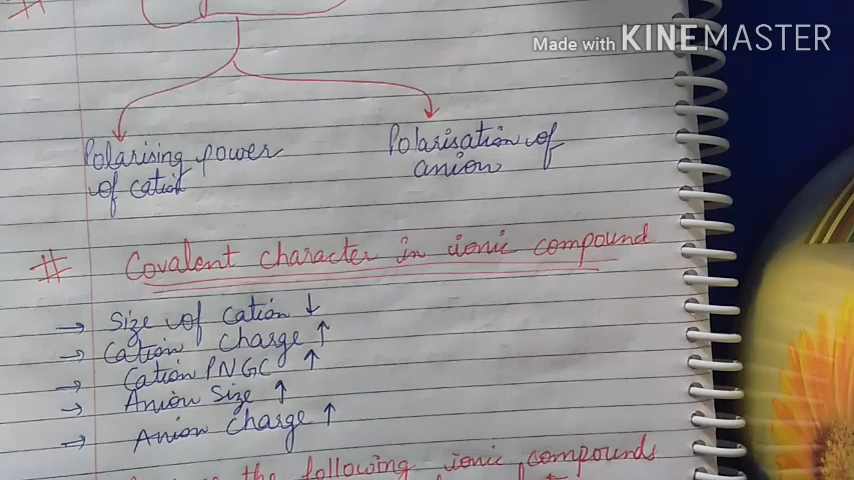 Made with KINEMASTER
Polarising power
of cation
Polarisation of
anion
# Covalent character in ionic compound
→ Size of cation ↓
→ Cation charge ↑
→ Cation PNGC ↑
→ Anion size ↑
→ Anion charge ↑
the following ionic compounds